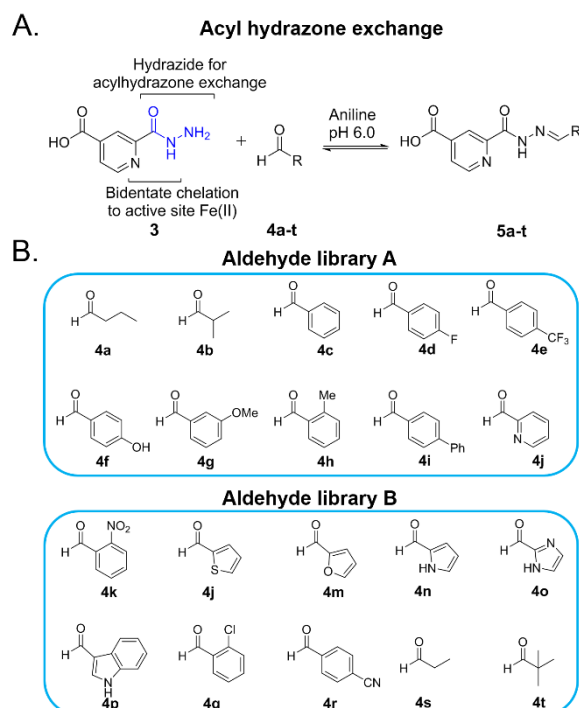 A. Acyl hydrazone exchange
Hydrazide for
acylhydrazone exchange
O
HO
O
N
H
NH2
N
+
O
H
R
Aniline
pH 6.0
O
HO
O
N
H
N
R
N
Bidentate chelation
to active site Fe(II)
3
4a-t
5a-t
B.
Aldehyde library A
O
H
4a
O
H
4b
O
H
4c
O
H
F
4d
O
H
CF3
4e
O
H
OH
4f
O
H
OMe
4g
O
H
Me
4h
O
H
Ph
4i
O
H
N
4j
Aldehyde library B
O
H
NO2
4k
O
H
S
4j
O
H
O
4m
O
H
HN
4n
O
H
N
HN
4o
O
H
N
H
4p
O
H
Cl
4q
O
H
CN
4r
O
H
4s
O
H
4t